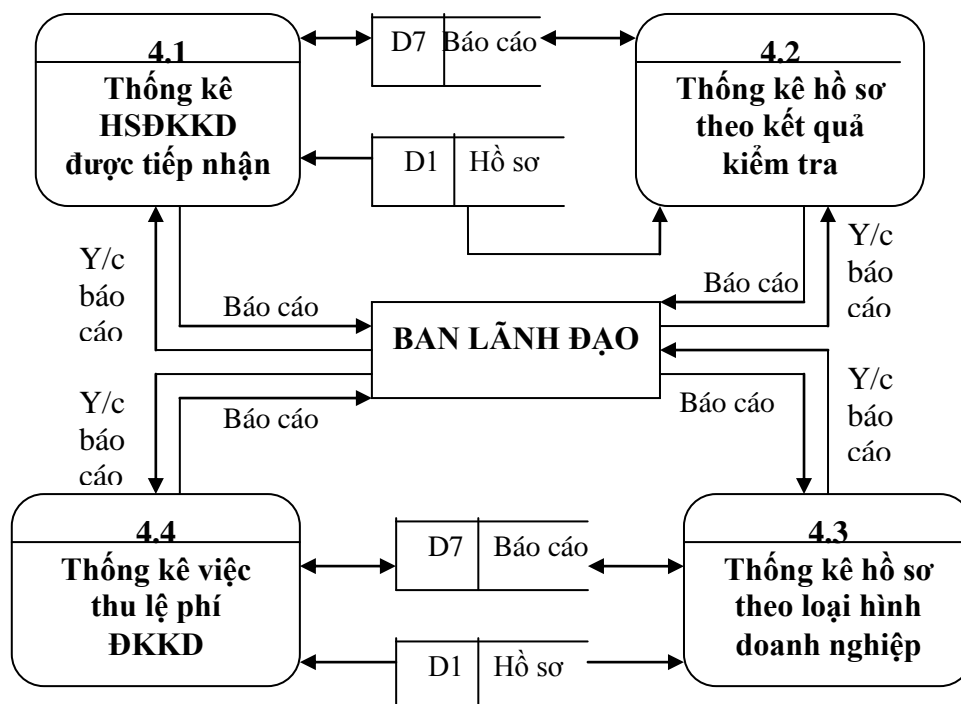 4.1
Thống kê
HSĐKKD
được tiếp nhận
D7 Báo cáo
D1 Hồ sơ
4.2
Thống kê hồ sơ
theo kết quả
kiểm tra
Y/c
báo
cáo
Báo cáo
BAN LÃNH ĐẠO
Báo cáo
Y/c
báo
cáo
Y/c
báo
cáo
Báo cáo
Báo cáo
Y/c
báo
cáo
4.4
Thống kê việc
thu lệ phí
ĐKKD
D7 Báo cáo
D1 Hồ sơ
4.3
Thống kê hồ sơ
theo loại hình
doanh nghiệp